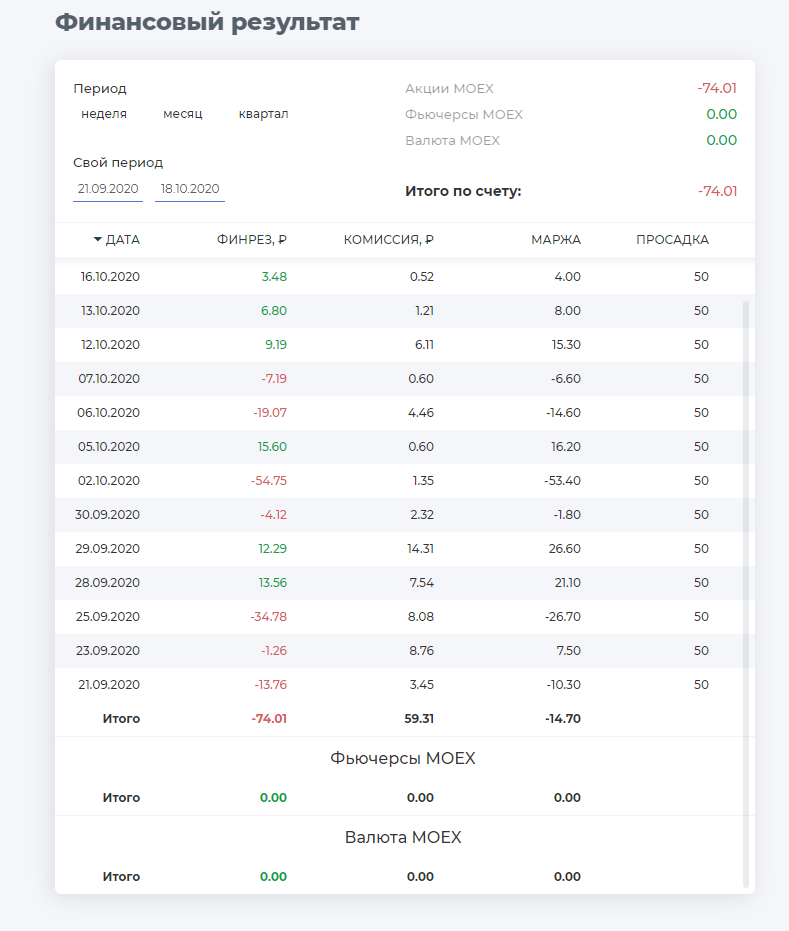 Финансовый результат
Период
неделя месяц квартал
Свой период
21.09.2020 18.10.2020
Акции MOEX -74.01
Фьючерсы MOEX 0.00
Валюта MOEX 0.00
Итого по счету: -74.01
ДАТА ФИНРЕЗ, ₽ КОМИССИЯ, ₽ МАРЖА ПРОСАДКА
16.10.2020 3.48 0.52 4.00 50
13.10.2020 6.80 1.21 8.00 50
12.10.2020 9.19 6.11 15.30 50
07.10.2020 -7.19 0.60 -6.60 50
06.10.2020 -19.07 4.46 -14.60 50
05.10.2020 15.60 0.60 16.20 50
02.10.2020 -54.75 1.35 -53.40 50
30.09.2020 -4.12 2.32 -1.80 50
29.09.2020 12.29 14.31 26.60 50
28.09.2020 13.56 7.54 21.10 50
25.09.2020 -34.78 8.08 -26.70 50
23.09.2020 -1.26 8.76 7.50 50
21.09.2020 -13.76 3.45 -10.30 50
Итого -74.01 59.31 -14.70
Фьючерсы MOEX
Итого 0.00 0.00 0.00
Валюта MOEX
Итого 0.00 0.00 0.00